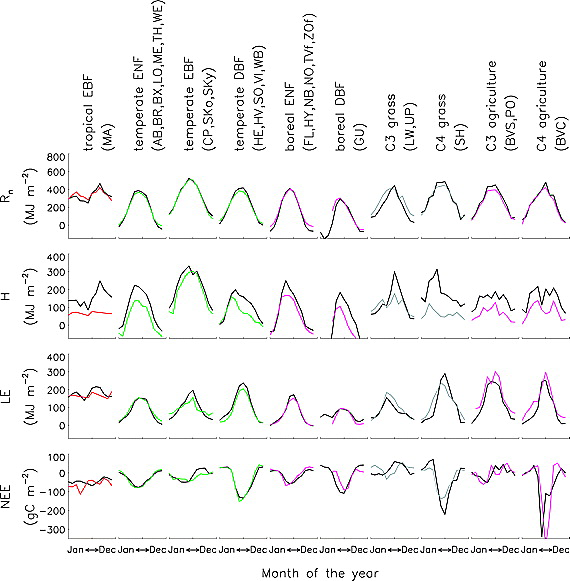 tropical EBF
(MA)
temperate ENF
(AB,BR,BX,LO,ME,TH,WE)
temperate EBF
(CP,SKo,SKy)
temperate DBF
(HE,HV,SO,VI,WB)
boreal ENF
(FL,HY,NB,NO,TVf,ZOf)
boreal DBF
(GU)
C3 grass
(LW,UP)
C4 grass
(SH)
C3 agriculture
(BVS,PO)
C4 agriculture
(BVC)
Rn
(MJ m⁻²)
800
600
400
200
0
H
(MJ m⁻²)
400
300
200
100
0
LE
(MJ m⁻²)
400
300
200
100
0
NEE
(gC m⁻²)
100
0
−100
−200
−300
Jan↔Dec Jan↔Dec Jan↔Dec Jan↔Dec Jan↔Dec Jan↔Dec Jan↔Dec Jan↔Dec Jan↔Dec Jan↔Dec
Month of the year